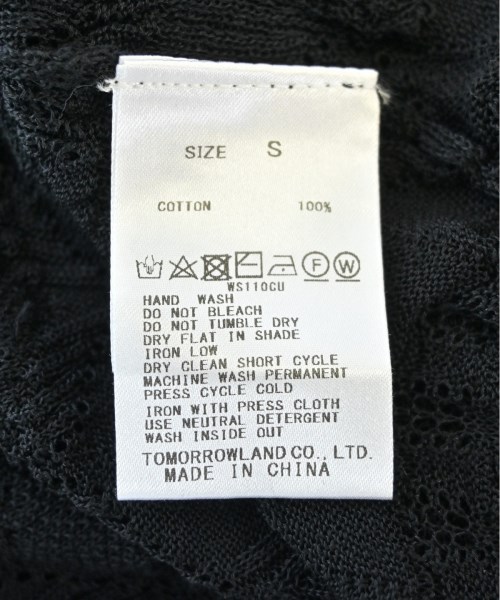 SIZE S
COTTON 100%
F W
WS110CU
HAND WASH
DO NOT BLEACH
DO NOT TUMBLE DRY
DRY FLAT IN SHADE
IRON LOW
DRY CLEAN SHORT CYCLE
MACHINE WASH PERMANENT
PRESS CYCLE COLD
IRON WITH PRESS CLOTH
USE NEUTRAL DETERGENT
WASH INSIDE OUT
TOMORROWLAND CO., LTD.
MADE IN CHINA